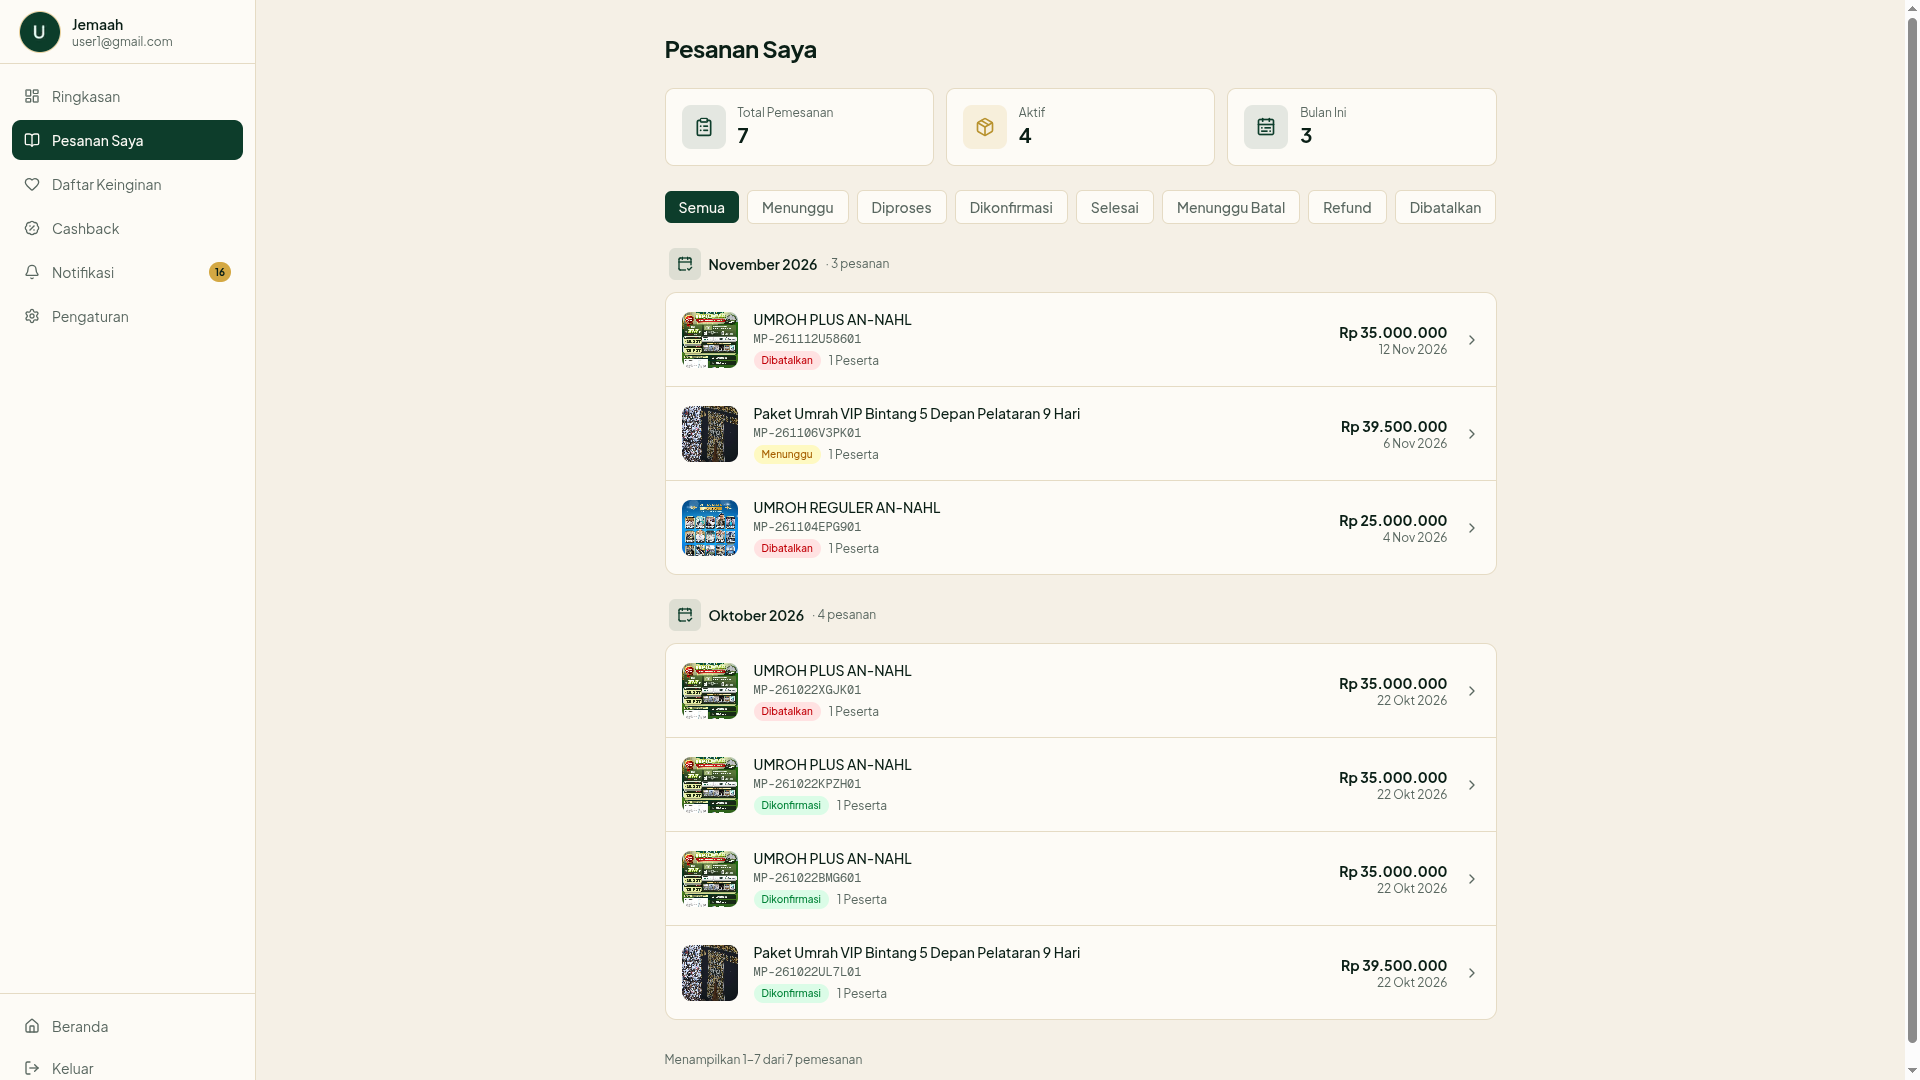 U
Jemaah
user1@gmail.com
Ringkasan
Pesanan Saya
Daftar Keinginan
Cashback
Notifikasi
16
Pengaturan
Beranda
Keluar
Pesanan Saya
Total Pemesanan
7
Aktif
4
Bulan Ini
3
Semua
Menunggu
Diproses
Dikonfirmasi
Selesai
Menunggu Batal
Refund
Dibatalkan
November 2026 · 3 pesanan
UMROH PLUS AN-NAHL
MP-261112U58601
Dibatalkan 1 Peserta
Rp 35.000.000
12 Nov 2026
Paket Umrah VIP Bintang 5 Depan Pelataran 9 Hari
MP-261106V3PK01
Menunggu 1 Peserta
Rp 39.500.000
6 Nov 2026
UMROH REGULER AN-NAHL
MP-261104EPG901
Dibatalkan 1 Peserta
Rp 25.000.000
4 Nov 2026
Oktober 2026 · 4 pesanan
UMROH PLUS AN-NAHL
MP-261022XGJK01
Dibatalkan 1 Peserta
Rp 35.000.000
22 Okt 2026
UMROH PLUS AN-NAHL
MP-261022KPZH01
Dikonfirmasi 1 Peserta
Rp 35.000.000
22 Okt 2026
UMROH PLUS AN-NAHL
MP-261022BMG601
Dikonfirmasi 1 Peserta
Rp 35.000.000
22 Okt 2026
Paket Umrah VIP Bintang 5 Depan Pelataran 9 Hari
MP-261022UL7L01
Dikonfirmasi 1 Peserta
Rp 39.500.000
22 Okt 2026
Menampilkan 1–7 dari 7 pemesanan